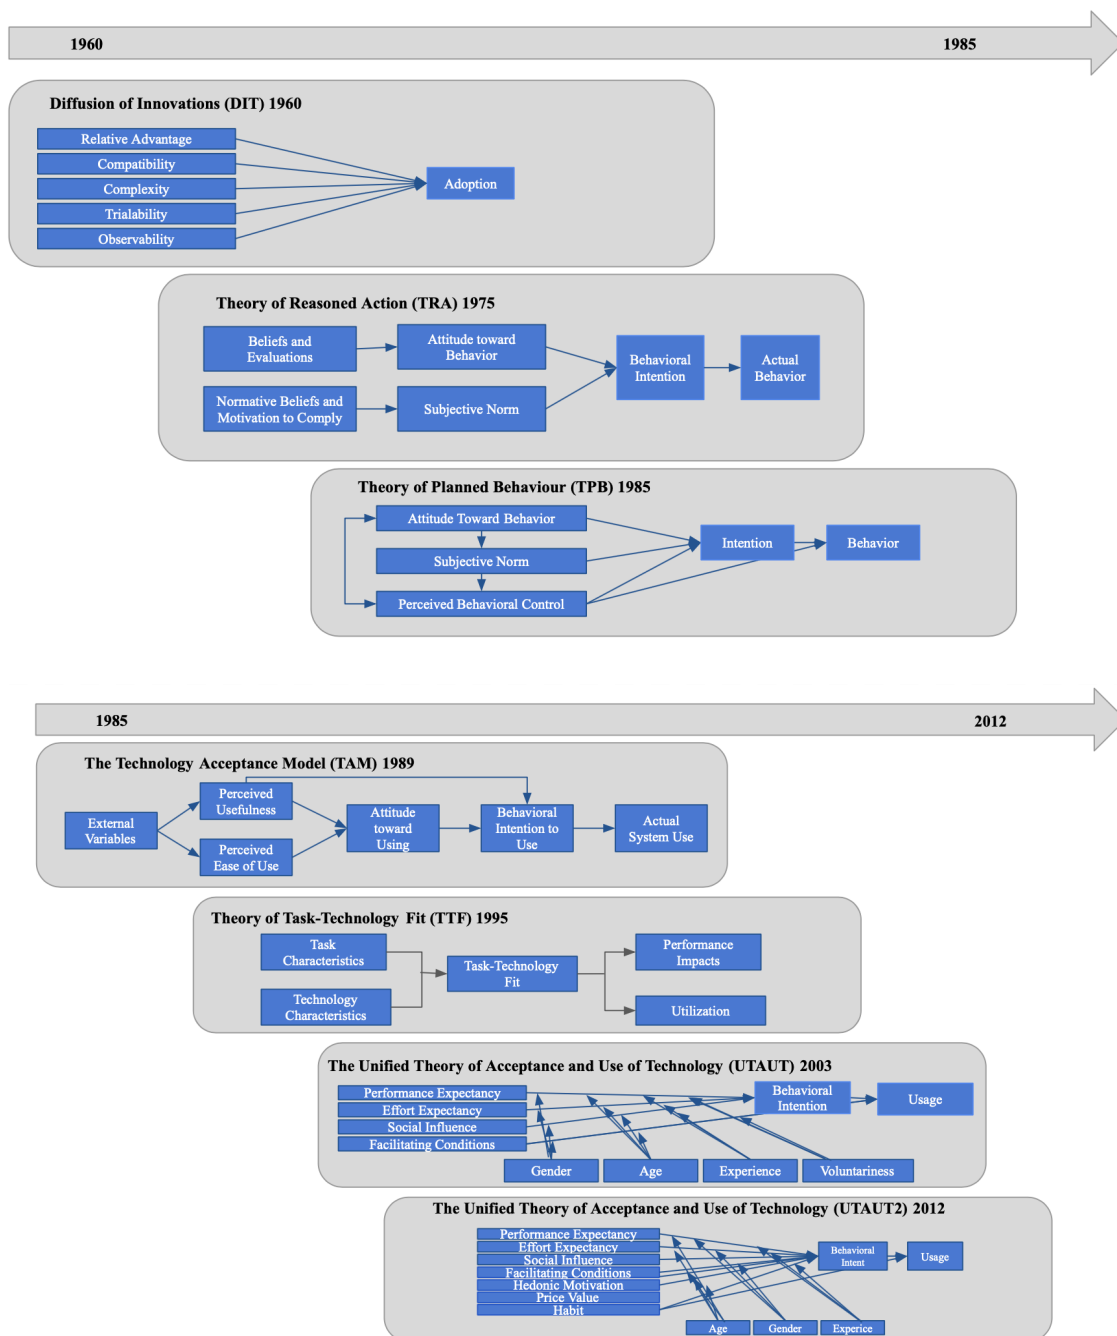 1960
1985
Diffusion of Innovations (DIT) 1960
Relative Advantage
Compatibility
Complexity
Trialability
Observability
Adoption
Theory of Reasoned Action (TRA) 1975
Beliefs and
Evaluations
Attitude toward
Behavior
Normative Beliefs and
Motivation to Comply
Subjective Norm
Behavioral
Intention
Actual
Behavior
Theory of Planned Behaviour (TPB) 1985
Attitude Toward Behavior
Subjective Norm
Perceived Behavioral Control
Intention
Behavior
1985
2012
The Technology Acceptance Model (TAM) 1989
External
Variables
Perceived
Usefulness
Perceived
Ease of Use
Attitude
toward
Using
Behavioral
Intention to
Use
Actual
System Use
Theory of Task-Technology Fit (TTF) 1995
Task
Characteristics
Technology
Characteristics
Task-Technology
Fit
Performance
Impacts
Utilization
The Unified Theory of Acceptance and Use of Technology (UTAUT) 2003
Performance Expectancy
Effort Expectancy
Social Influence
Facilitating Conditions
Behavioral
Intention
Usage
Gender
Age
Experience
Voluntariness
The Unified Theory of Acceptance and Use of Technology (UTAUT2) 2012
Performance Expectancy
Effort Expectancy
Social Influence
Facilitating Conditions
Hedonic Motivation
Price Value
Habit
Behavioral
Intent
Usage
Age
Gender
Experice